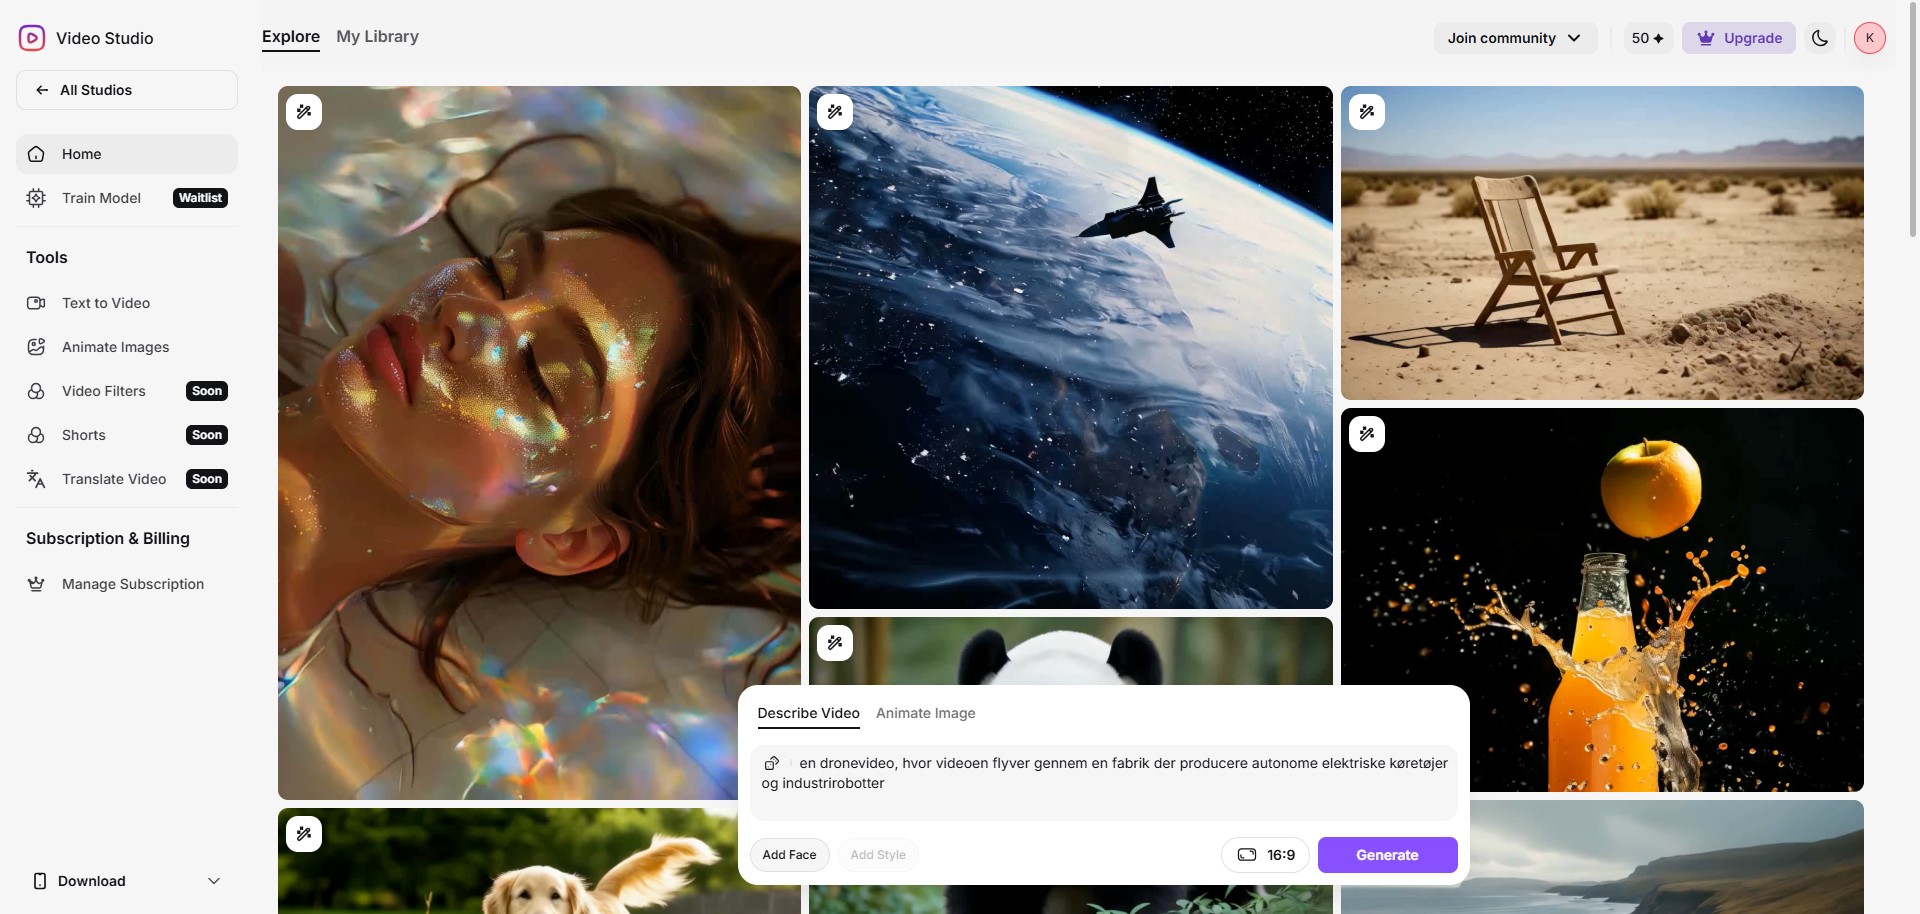 Video Studio
All Studios
Home
Train Model Waitlist
Tools
Text to Video
Animate Images
Video Filters Soon
Shorts Soon
Translate Video Soon
Subscription & Billing
Manage Subscription
Download
Explore My Library
Join community 50 Upgrade K
Describe Video Animate Image
en dronevideo, hvor videoen flyver gennem en fabrik der producere autonome elektriske køretøjer
og industrirobotter
Add Face Add Style 16:9 Generate